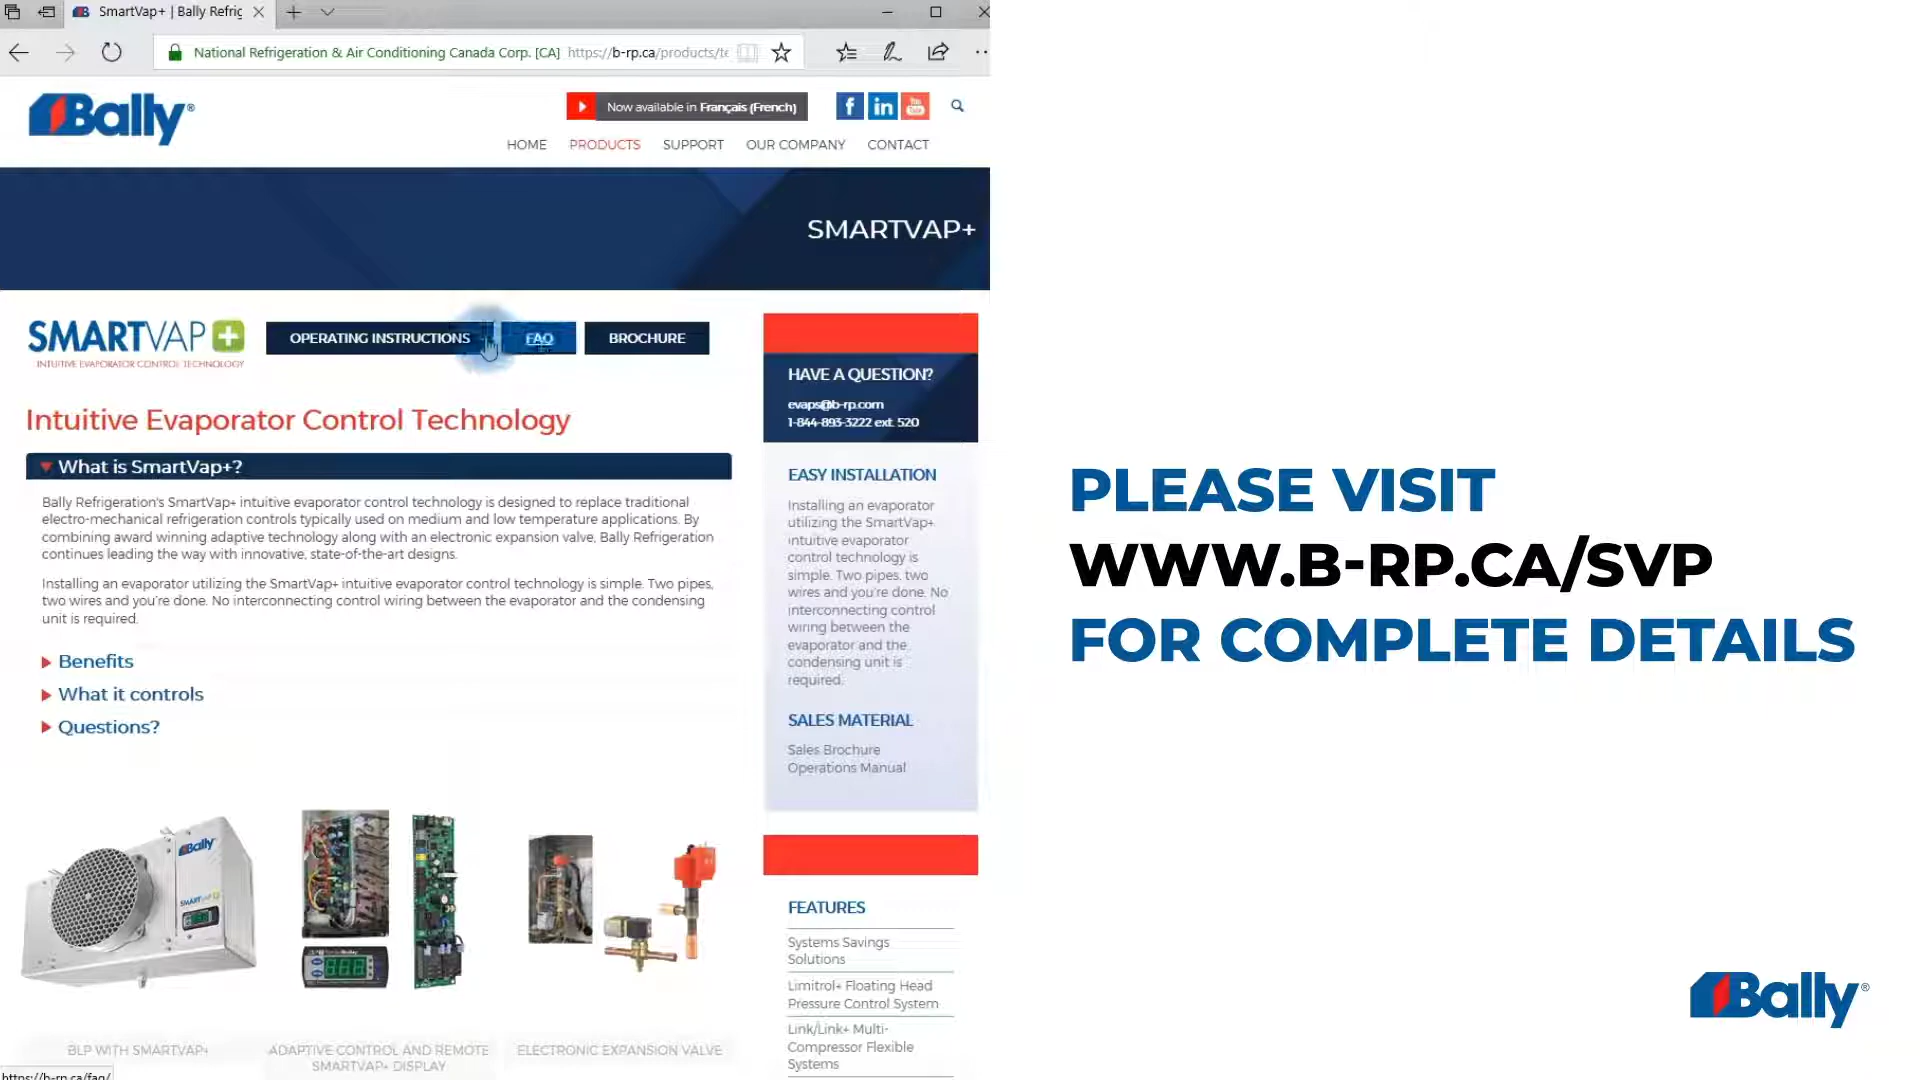 SmartVap+ | Bally Refrig
National Refrigeration & Air Conditioning Canada Corp. [CA] https://b-rp.ca/products/te
Bally®
Now available in Français (French)
f in You Tube
HOME PRODUCTS SUPPORT OUR COMPANY CONTACT
SMARTVAP+
SMARTVAP+
INTUITIVE EVAPORATOR CONTROL TECHNOLOGY
OPERATING INSTRUCTIONS FAQ BROCHURE
Intuitive Evaporator Control Technology
What is SmartVap+?
Bally Refrigeration's SmartVap+ intuitive evaporator control technology is designed to replace traditional
electro-mechanical refrigeration controls typically used on medium and low temperature applications. By
combining award winning adaptive technology along with an electronic expansion valve, Bally Refrigeration
continues leading the way with innovative, state-of-the-art designs.
Installing an evaporator utilizing the SmartVap+ intuitive evaporator control technology is simple. Two pipes,
two wires and you're done. No interconnecting control wiring between the evaporator and the condensing
unit is required.
Benefits
What it controls
Questions?
Bally
SMARTVAP+
BLP WITH SMARTVAP+
ADAPTIVE CONTROL AND REMOTE
SMARTVAP+ DISPLAY
ELECTRONIC EXPANSION VALVE
https://b-rp.ca/faq/
HAVE A QUESTION?
evaps@b-rp.com
1-844-893-3222 ext. 520
EASY INSTALLATION
Installing an evaporator
utilizing the SmartVap+
intuitive evaporator
control technology is
simple. Two pipes, two
wires and you're done. No
interconnecting control
wiring between the
evaporator and the
condensing unit is
required.
SALES MATERIAL
Sales Brochure
Operations Manual
FEATURES
Systems Savings
Solutions
Limitrol+ Floating Head
Pressure Control System
Link/Link+ Multi-
Compressor Flexible
Systems
PLEASE VISIT
WWW.B-RP.CA/SVP
FOR COMPLETE DETAILS
Bally®